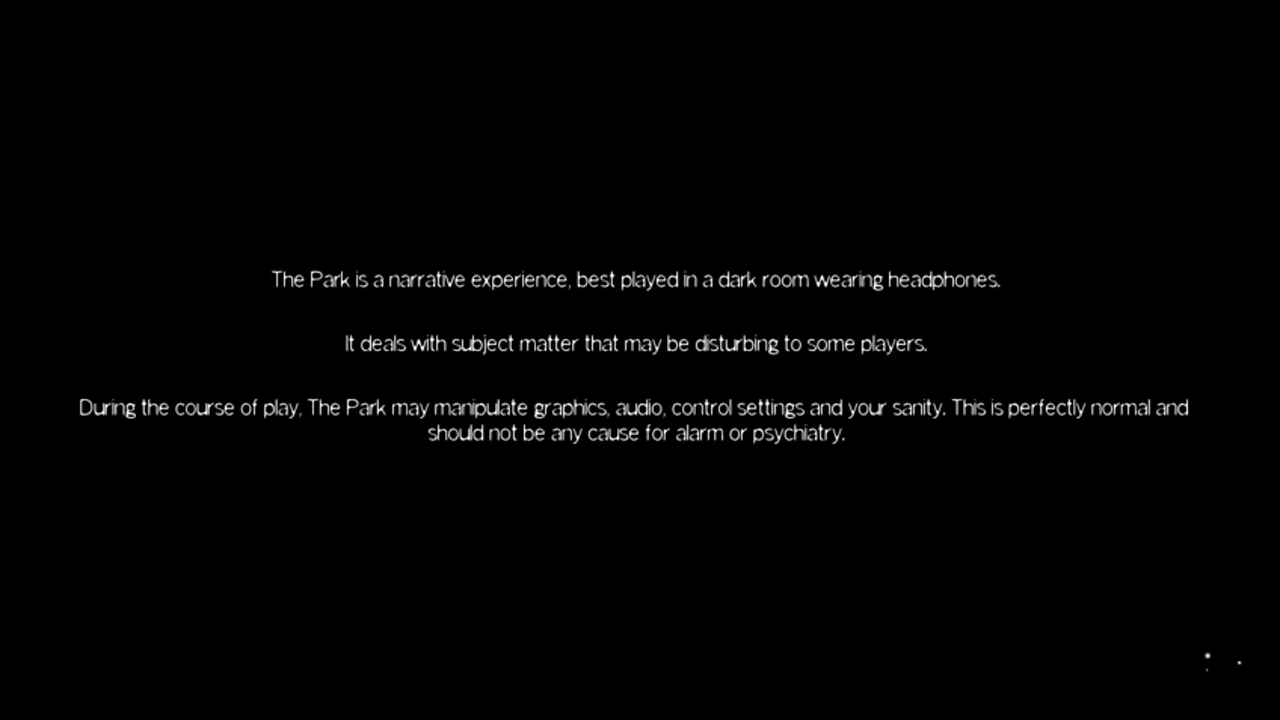 The Park is a narrative experience, best played in a dark room wearing headphones.
It deals with subject matter that may be disturbing to some players.
During the course of play, The Park may manipulate graphics, audio, control settings and your sanity. This is perfectly normal and
should not be any cause for alarm or psychiatry.